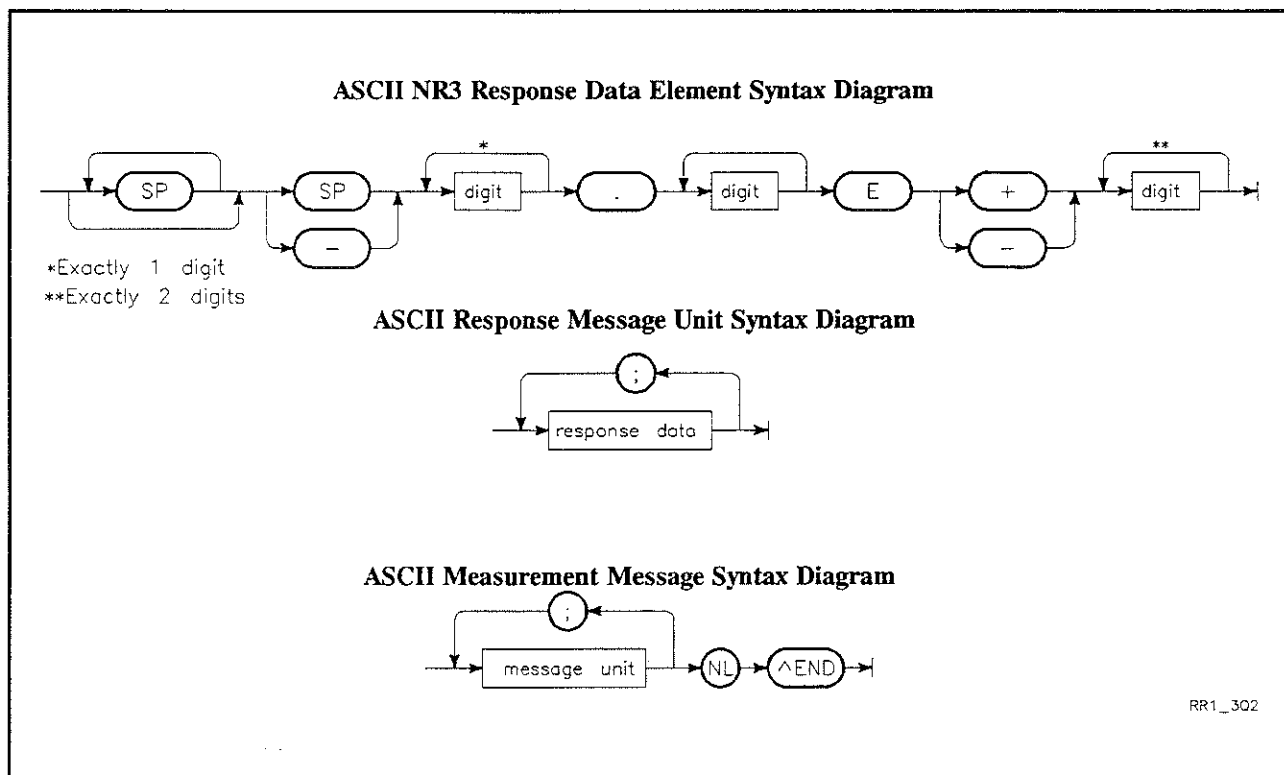 ASCII NR3 Response Data Element Syntax Diagram
* **
SP SP digit . digit E + digit
- -
*Exactly 1 digit
**Exactly 2 digits
ASCII Response Message Unit Syntax Diagram
;
response data
ASCII Measurement Message Syntax Diagram
;
message unit NL ^END
RR1_3Q2